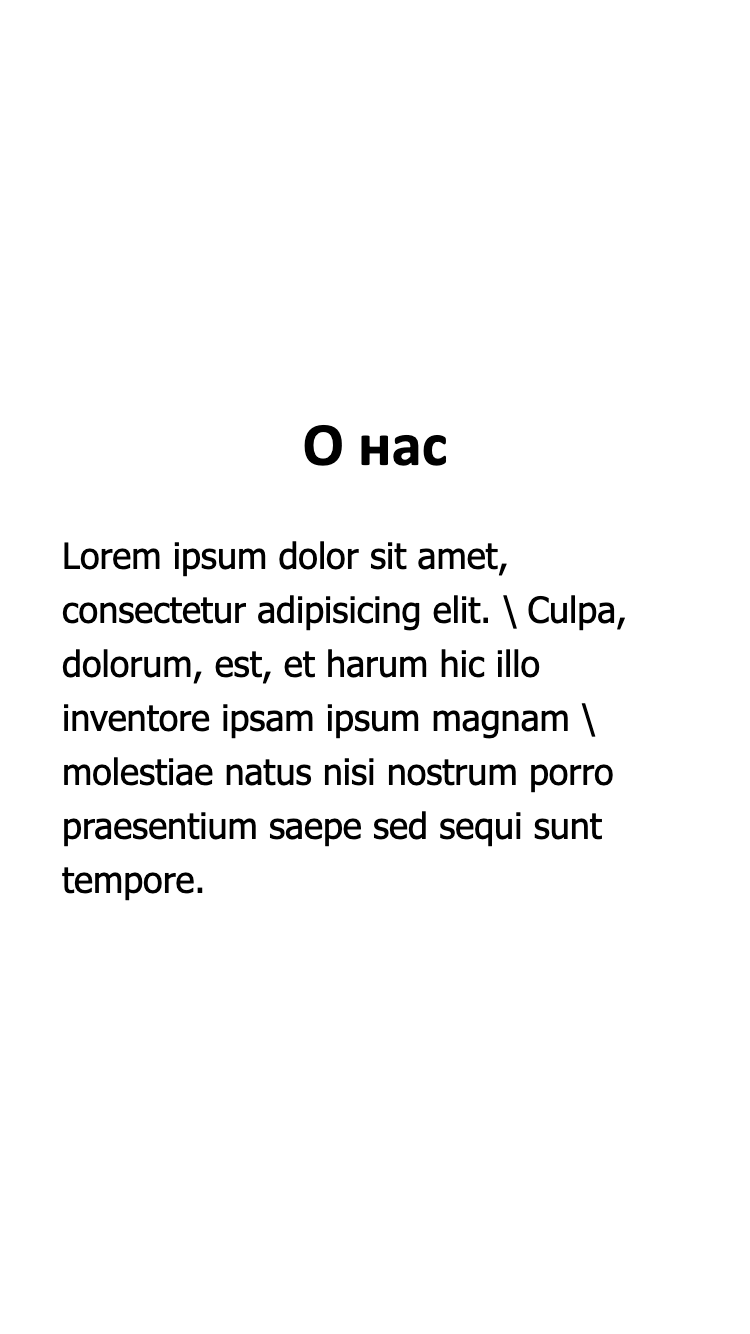 О нас
Lorem ipsum dolor sit amet,
consectetur adipisicing elit. \ Culpa,
dolorum, est, et harum hic illo
inventore ipsam ipsum magnam \
molestiae natus nisi nostrum porro
praesentium saepe sed sequi sunt
tempore.